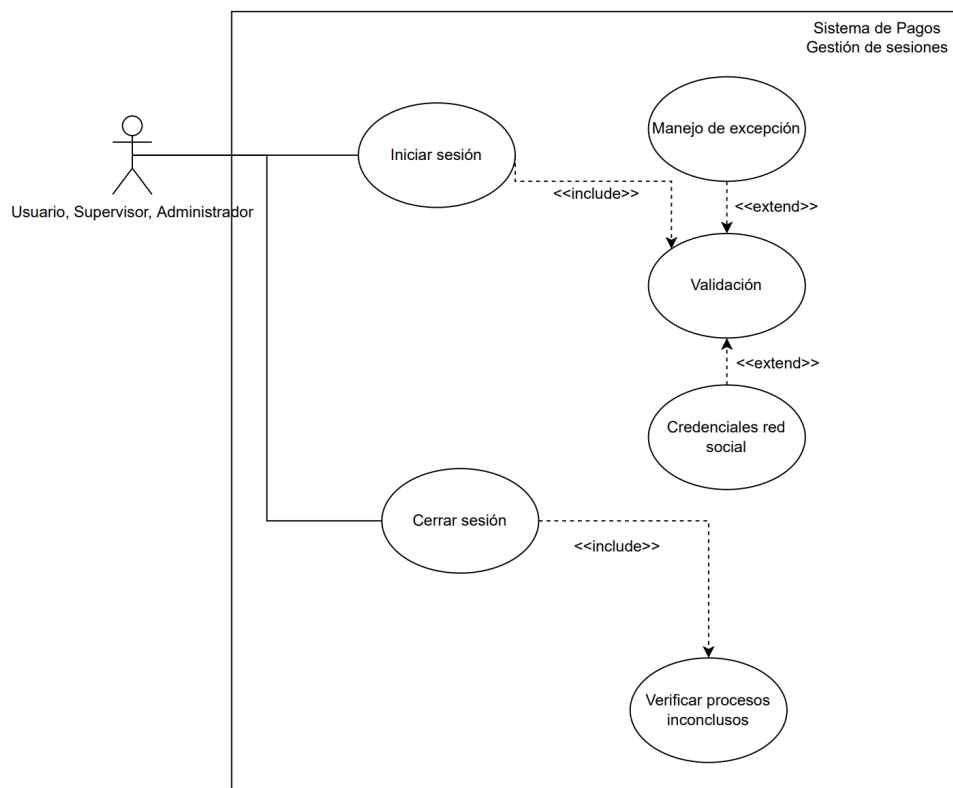 Sistema de Pagos
Gestión de sesiones
Manejo de excepción
Iniciar sesión
<<include>>
<<extend>>
Usuario, Supervisor, Administrador
Validación
<<extend>>
Credenciales red
social
Cerrar sesión
<<include>>
Verificar procesos
inconclusos